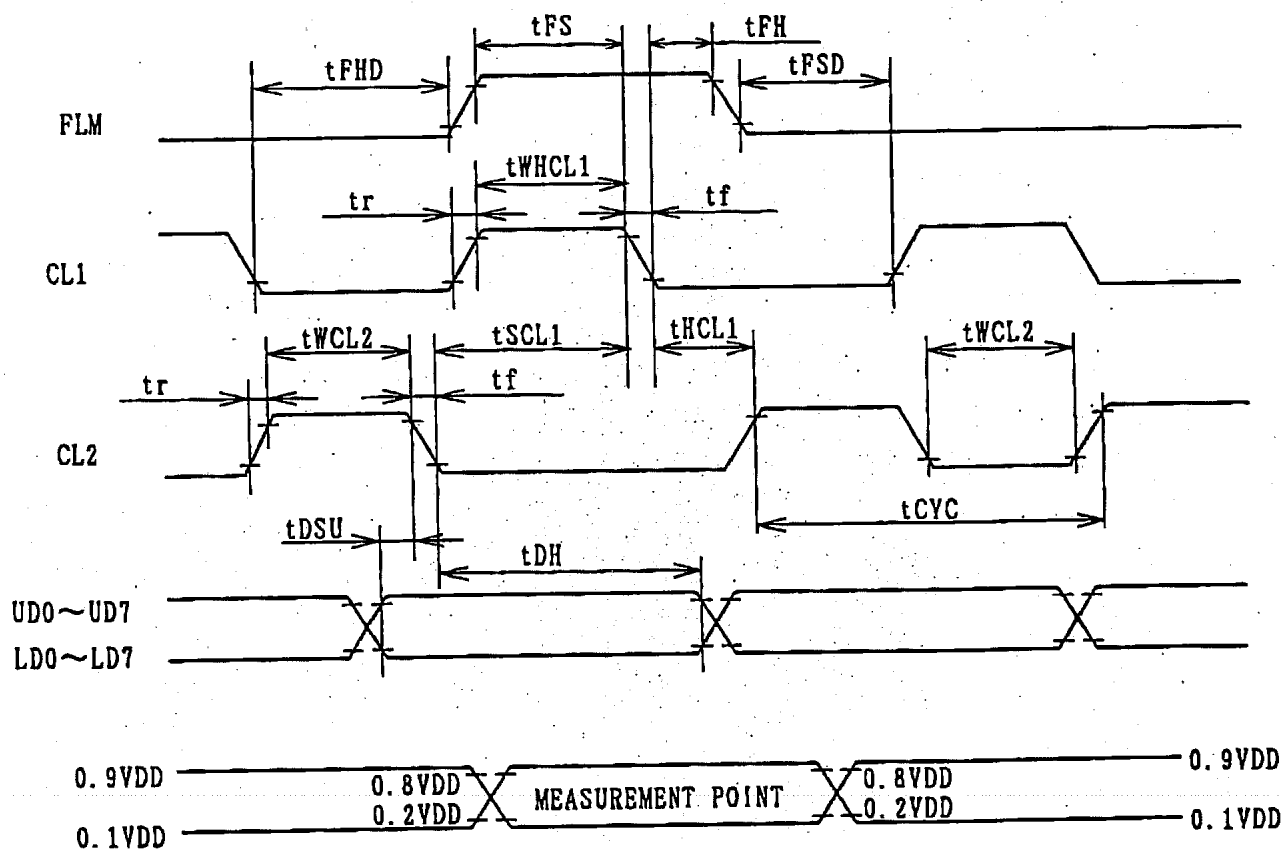 tFS
tFH
tFHD
tFSD
FLM
tWHCL1
tr
tf
CL1
tWCL2
tSCL1
tHCL1
tWCL2
tr
tf
CL2
tCYC
tDSU
tDH
UD0～UD7
LD0～LD7
0.9VDD
0.8VDD
MEASUREMENT POINT
0.8VDD
0.9VDD
0.2VDD
0.2VDD
0.1VDD
0.1VDD